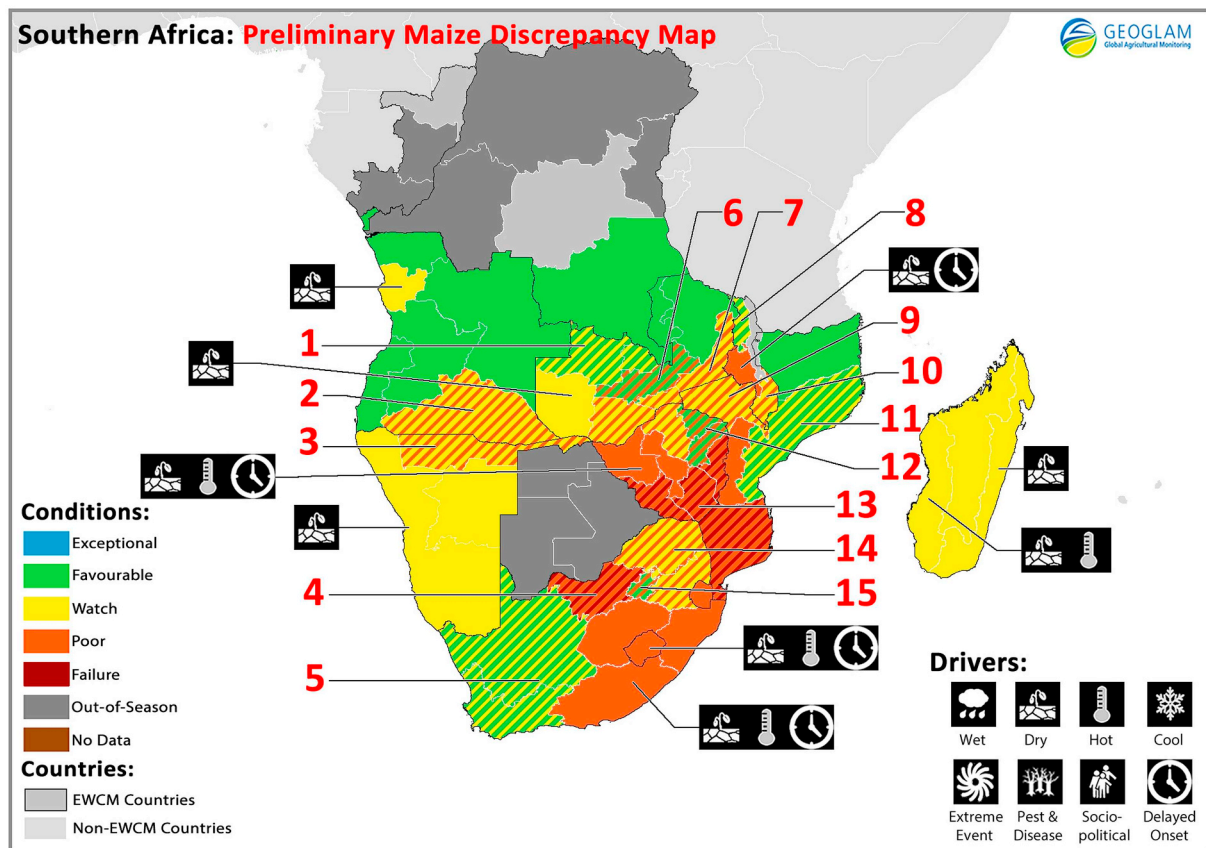 Southern Africa: Preliminary Maize Discrepancy Map
GEOGLAM
Global Agricultural Monitoring
6
7
8
1
9
2
10
3
11
12
13
14
4
15
5
Conditions:
Exceptional
Favourable
Watch
Poor
Failure
Out-of-Season
No Data
Countries:
EWCM Countries
Non-EWCM Countries
Drivers:
Wet
Dry
Hot
Cool
Extreme
Event
Pest &
Disease
Socio-
political
Delayed
Onset